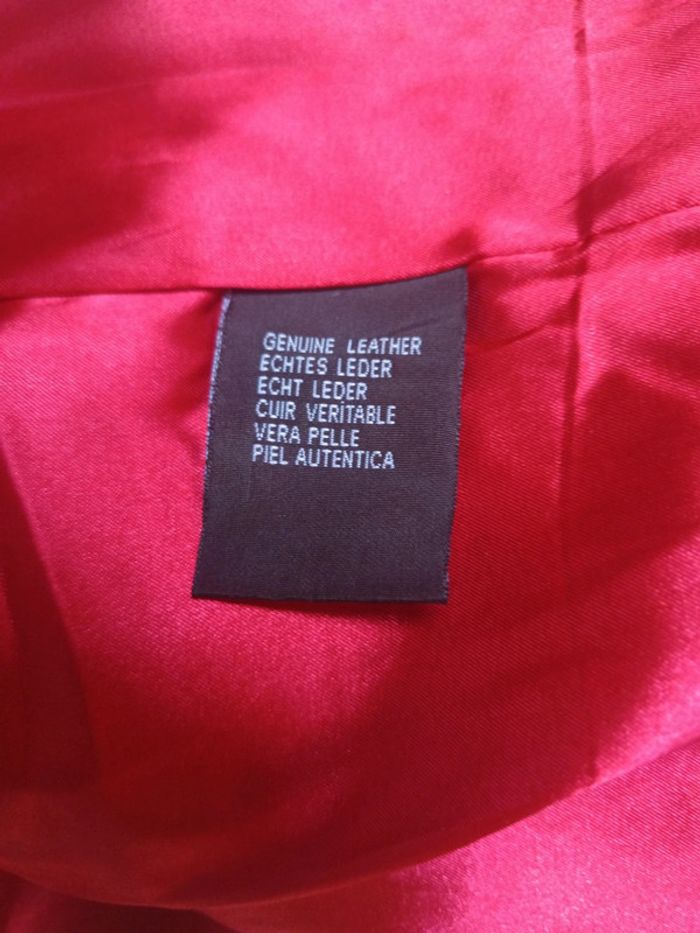 GENUINE LEATHER
ECHTES LEDER
ECHT LEDER
CUIR VERITABLE
VERA PELLE
PIEL AUTENTICA